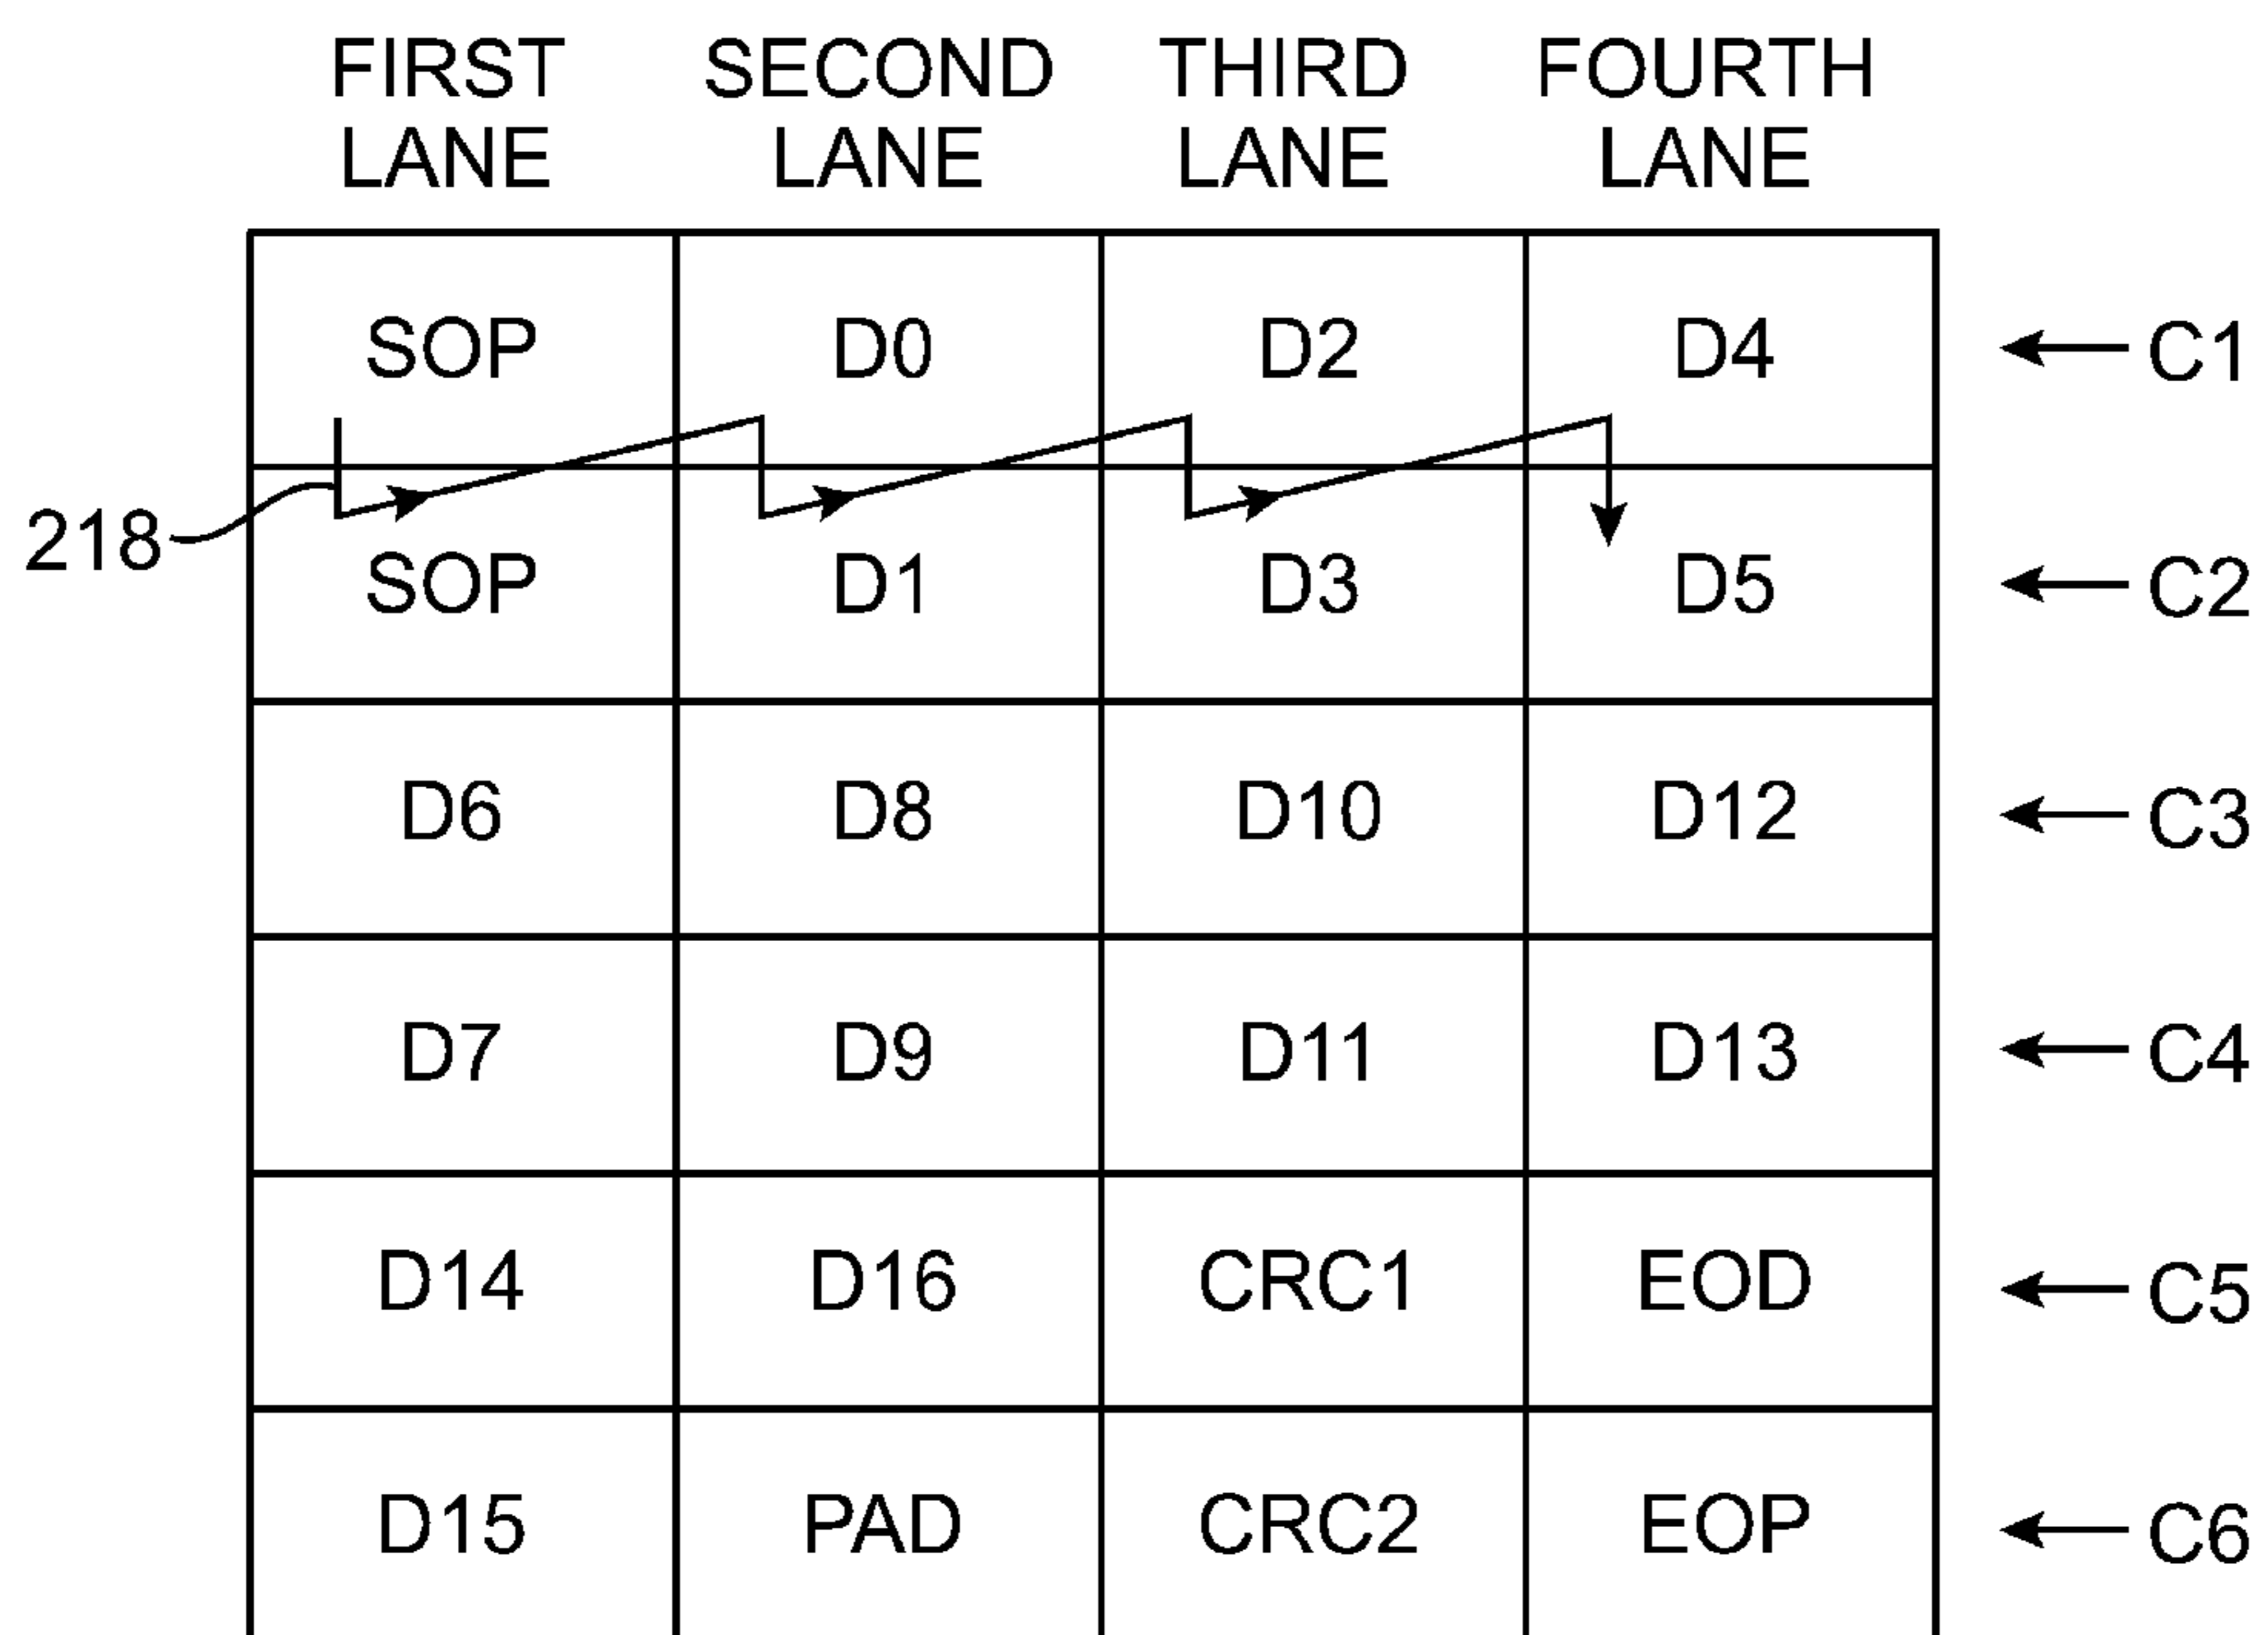 FIRST LANE SECOND LANE THIRD LANE FOURTH LANE
SOP D0 D2 D4 C1
218
SOP D1 D3 D5 C2
D6 D8 D10 D12 C3
D7 D9 D11 D13 C4
D14 D16 CRC1 EOD C5
D15 PAD CRC2 EOP C6